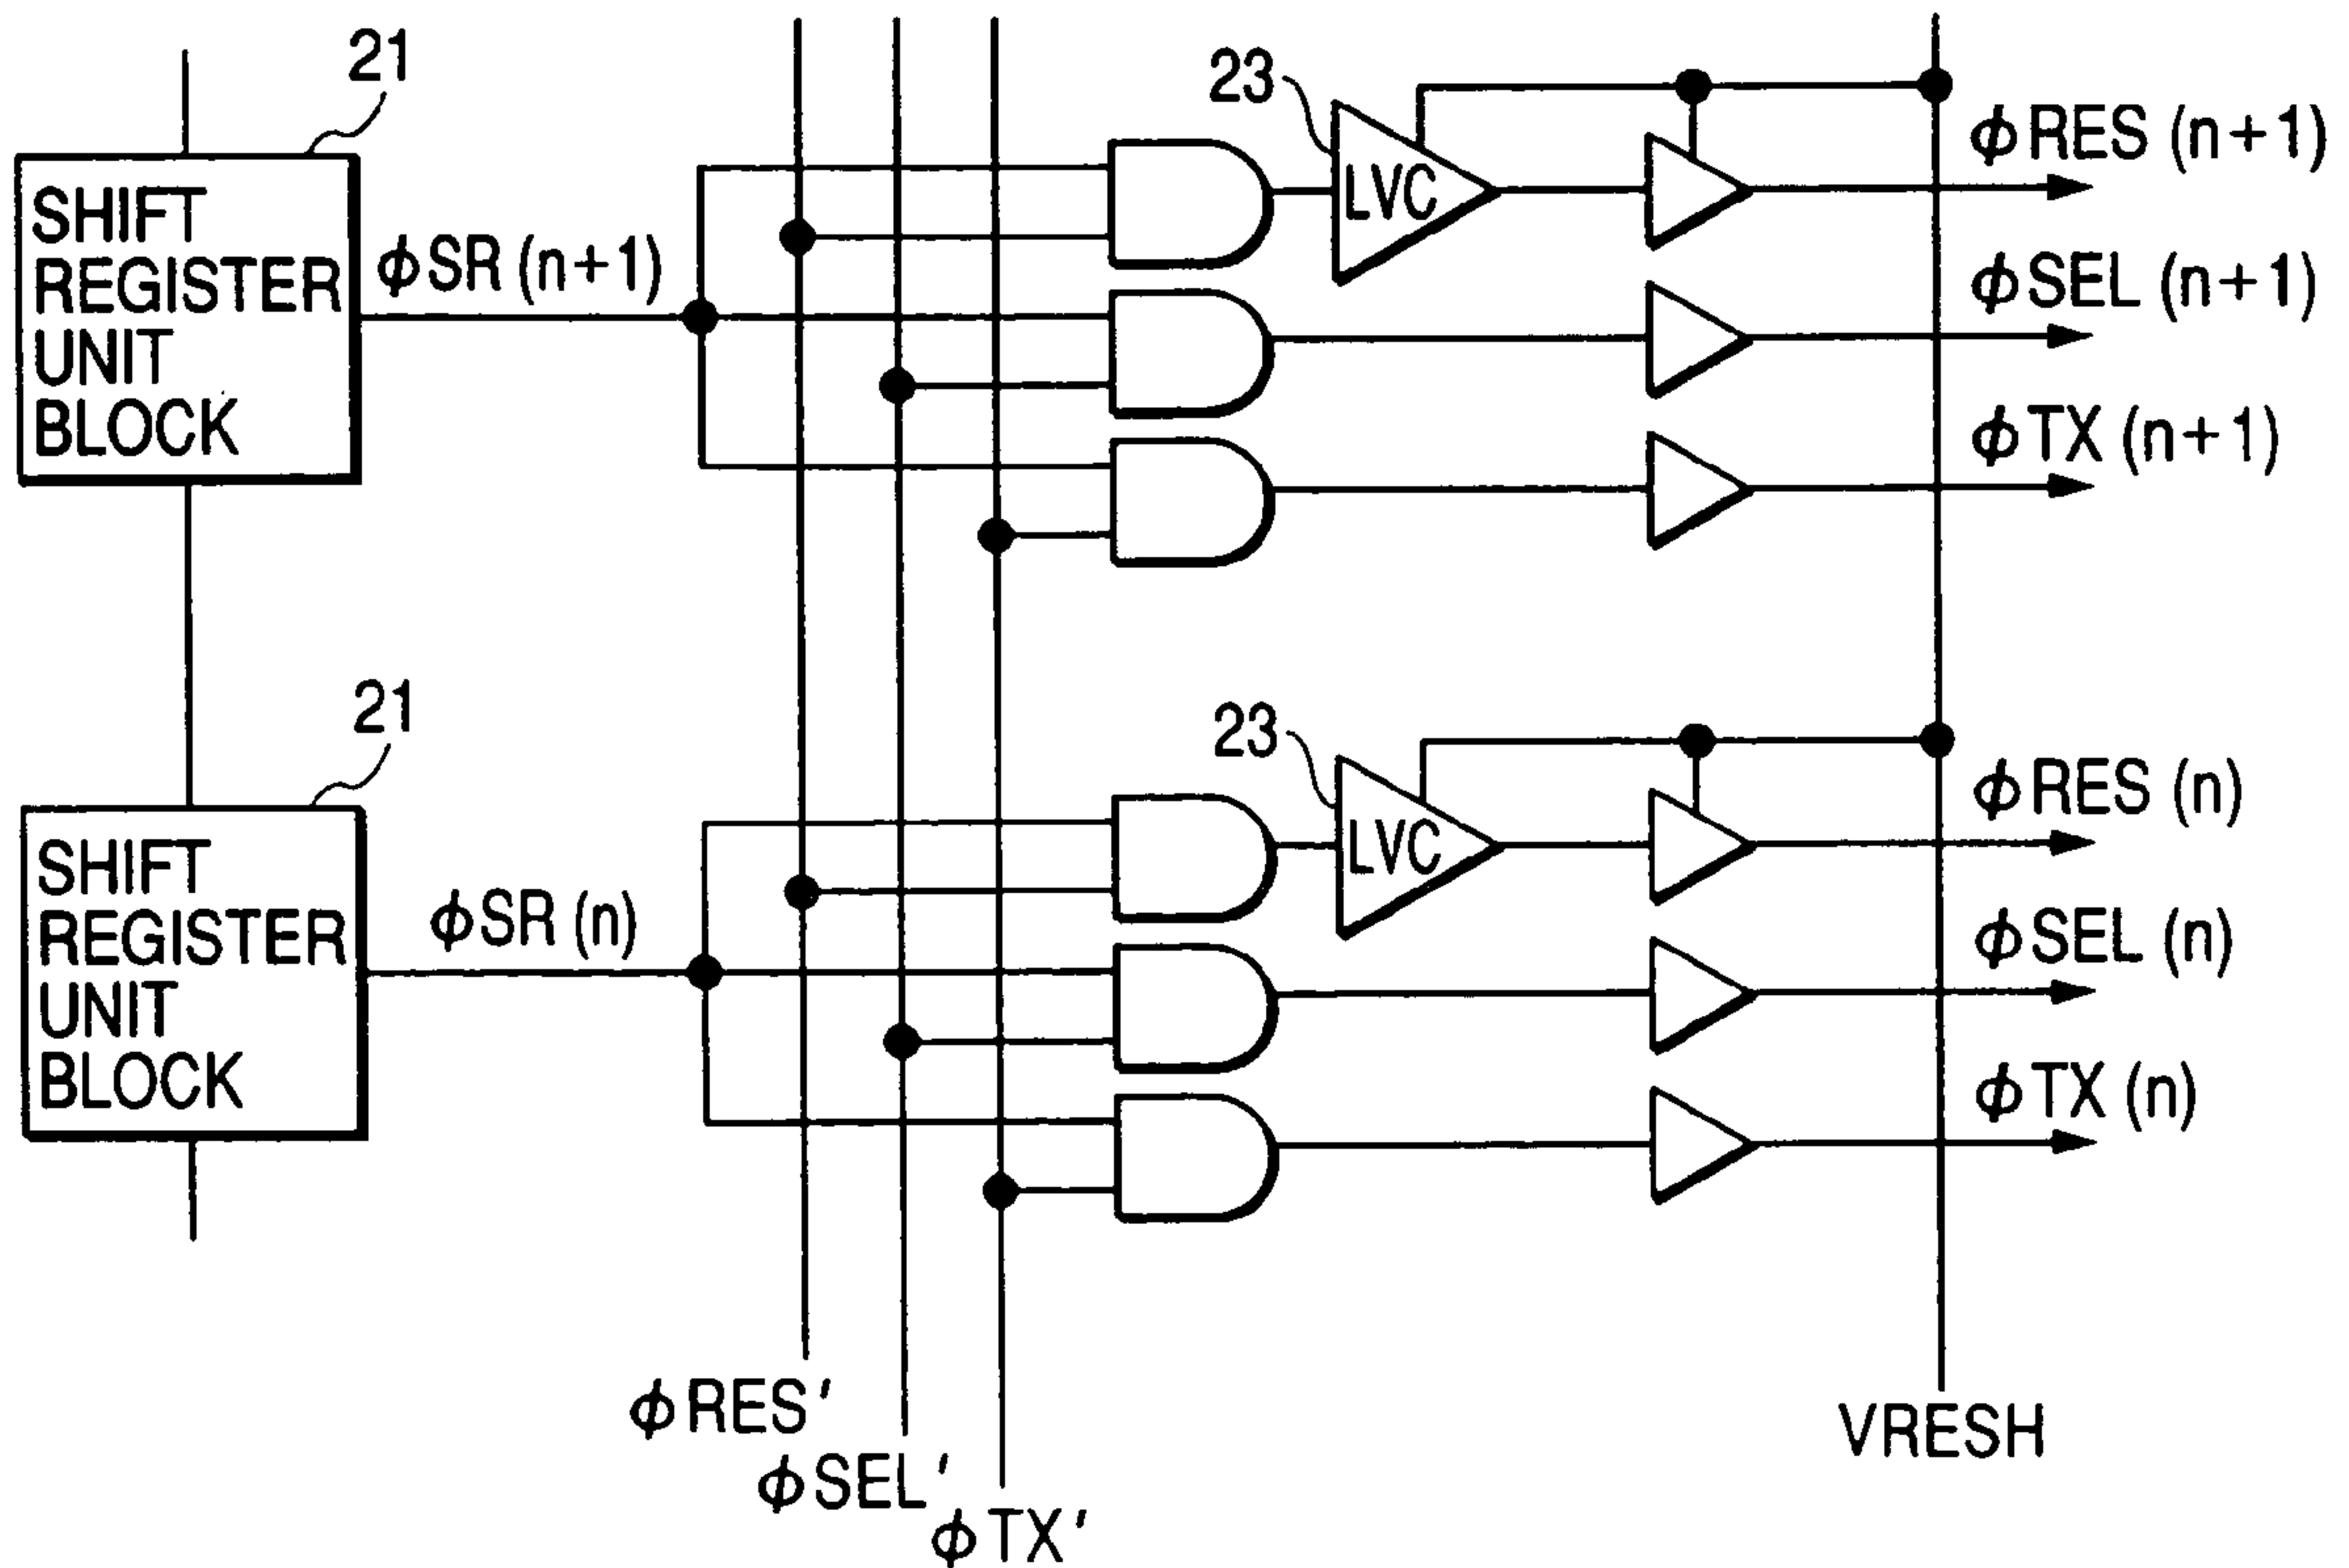 21
SHIFT
REGISTER
UNIT
BLOCK
ϕSR (n+1)
23
LVC
ϕRES (n+1)
ϕSEL (n+1)
ϕTX (n+1)
21
SHIFT
REGISTER
UNIT
BLOCK
ϕSR (n)
23
LVC
ϕRES (n)
ϕSEL (n)
ϕTX (n)
ϕRES′
ϕSEL′
ϕTX′
VRESH